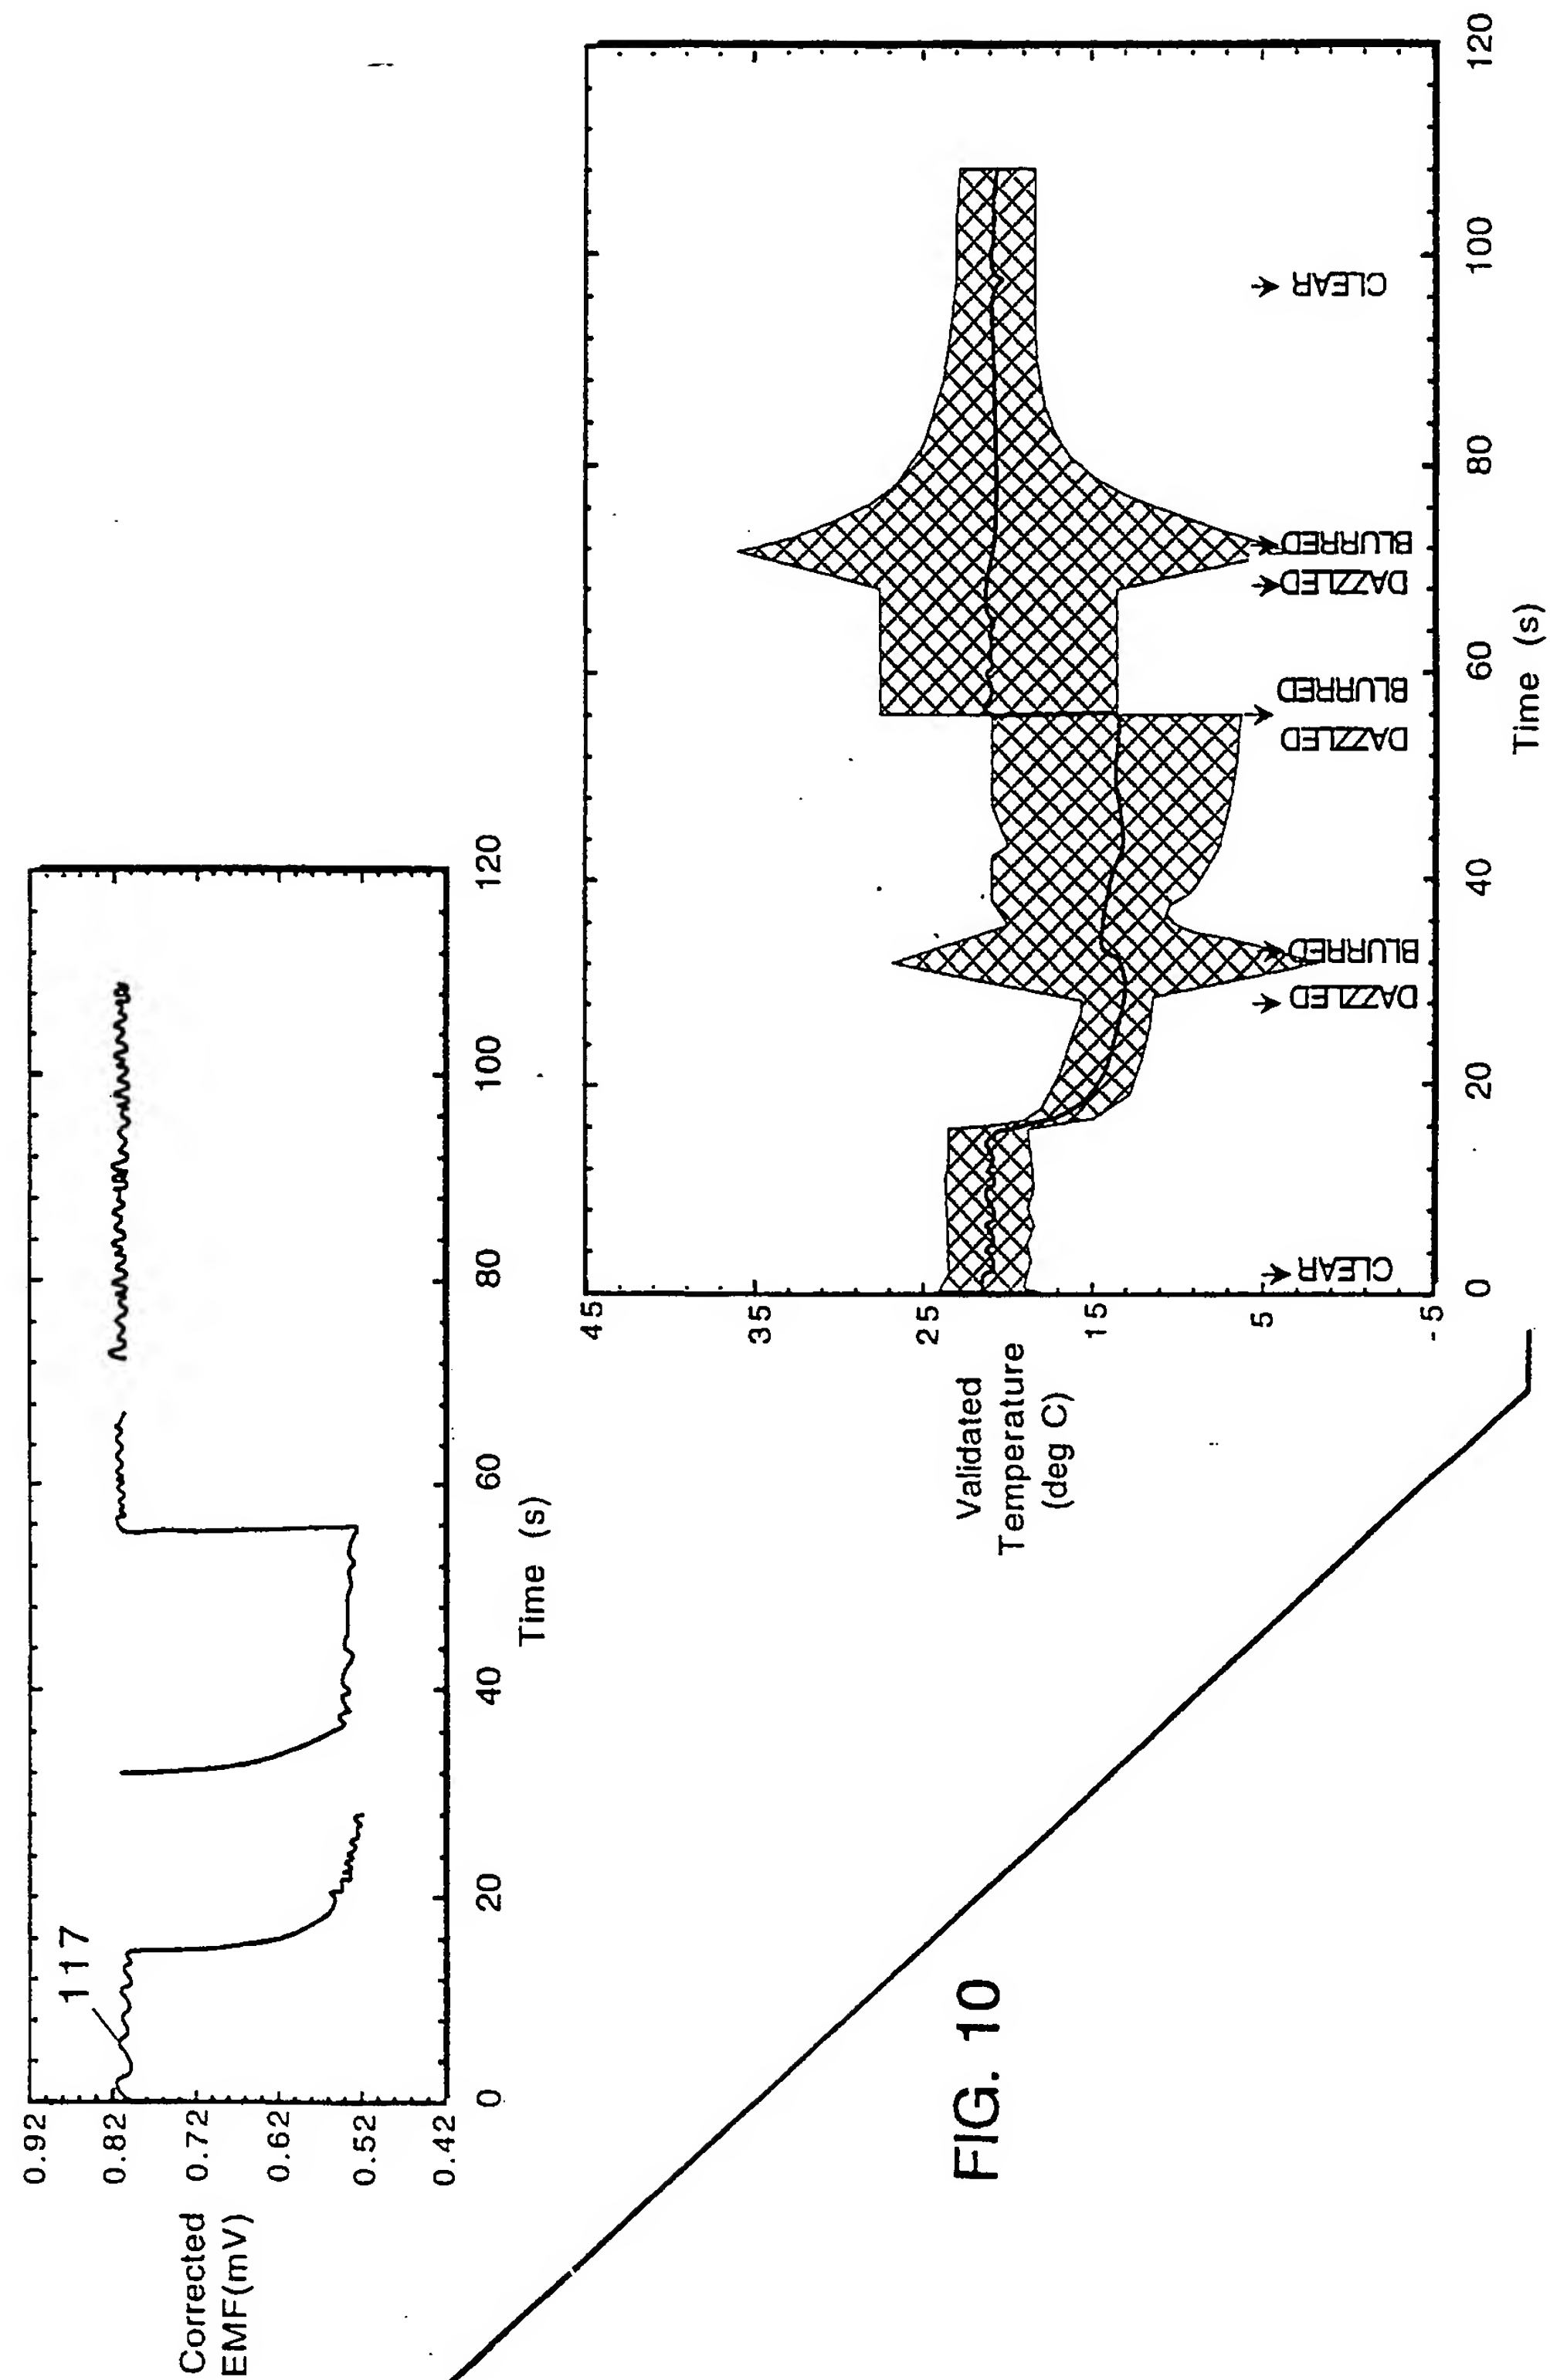 Corrected
EMF(mV)
0.92
0.82
0.72
0.62
0.52
0.42
117
0
20
40
60
80
100
120
Time (s)
Validated
Temperature
(deg C)
45
35
25
15
5
-5
CLEAR
DAZZLED
BLURRED
DAZZLED
BLURRED
DAZZLED
BLURRED
CLEAR
0
20
40
60
80
100
120
Time (s)
FIG. 10